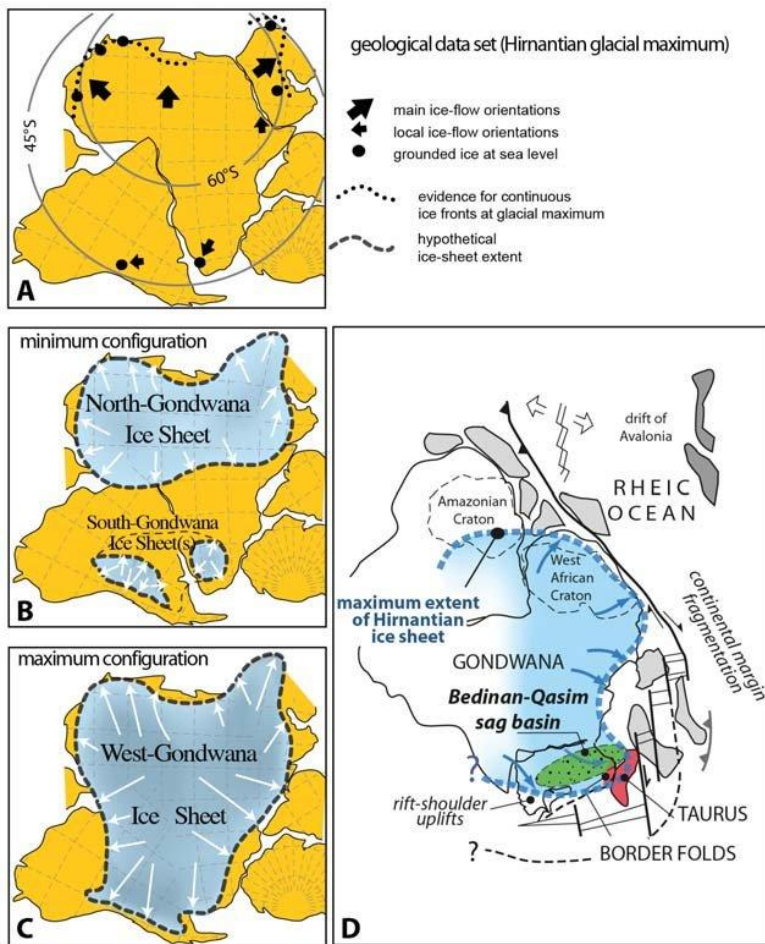 45°S
60°S
A
geological data set (Hirnantian glacial maximum)
main ice-flow orientations
local ice-flow orientations
grounded ice at sea level
evidence for continuous
ice fronts at glacial maximum
hypothetical
ice-sheet extent
minimum configuration
North-Gondwana
Ice Sheet
South-Gondwana
Ice Sheet(s)
B
maximum configuration
West-Gondwana
Ice Sheet
C
drift of
Avalonia
RHEIC
OCEAN
Amazonian
Craton
West
African
Craton
maximum extent
of Hirnantian
ice sheet
continental margin
fragmentation
GONDWANA
Bedinan-Qasim
sag basin
?
rift-shoulder
uplifts
TAURUS
BORDER FOLDS
?
D